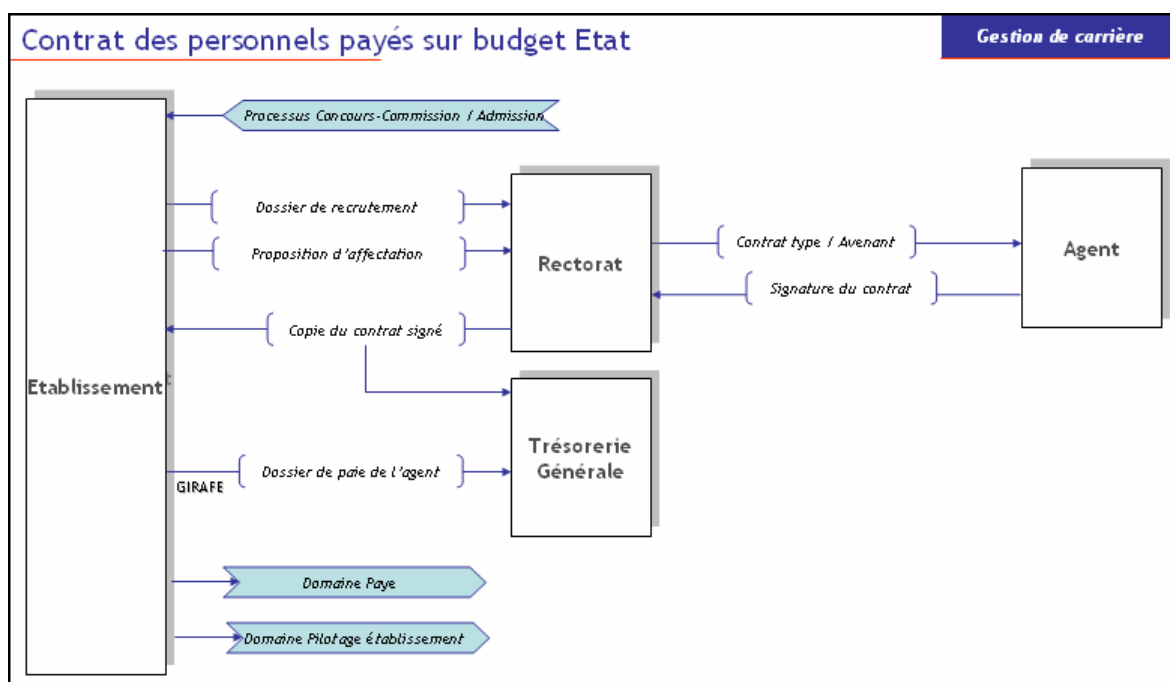 Contrat des personnels payés sur budget Etat
Gestion de carrière
Processus Concours-Commission / Admission
Dossier de recrutement
Proposition d'affectation
Rectorat
Contrat type / Avenant
Signature du contrat
Agent
Copie du contrat signé
Etablissement
Trésorerie
Générale
Dossier de paie de l'agent
GIRAFE
Domaine Paye
Domaine Pilotage établissement